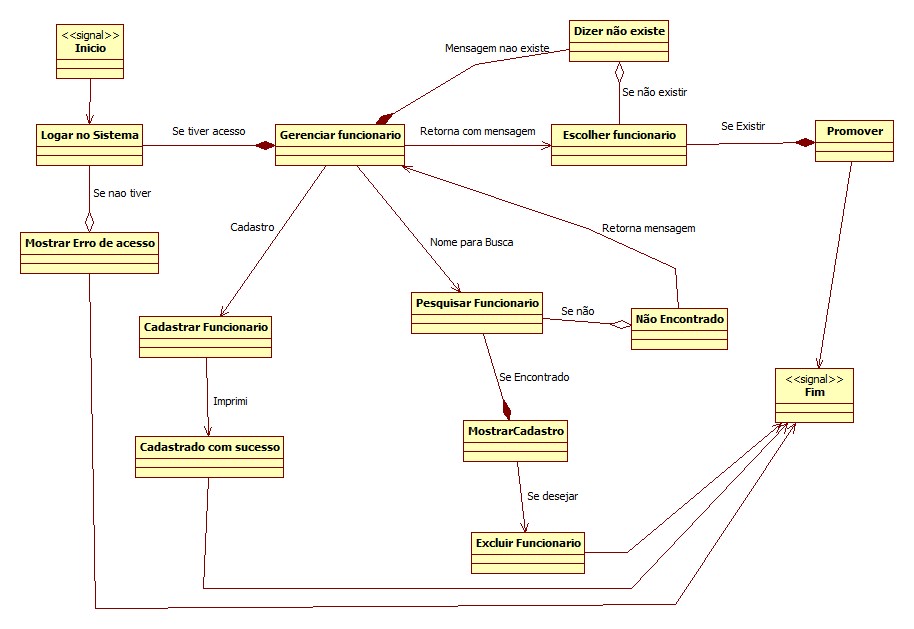 <<signal>>
Inicio
Dizer não existe
Mensagem nao existe
Se não existir
Logar no Sistema
Se tiver acesso
Gerenciar funcionario
Retorna com mensagem
Escolher funcionario
Se Existir
Promover
Se nao tiver
Mostrar Erro de acesso
Cadastro
Nome para Busca
Retorna mensagem
Cadastrar Funcionario
Pesquisar Funcionario
Se não
Não Encontrado
Imprimi
Se Encontrado
<<signal>>
Fim
Cadastrado com sucesso
MostrarCadastro
Se desejar
Excluir Funcionario